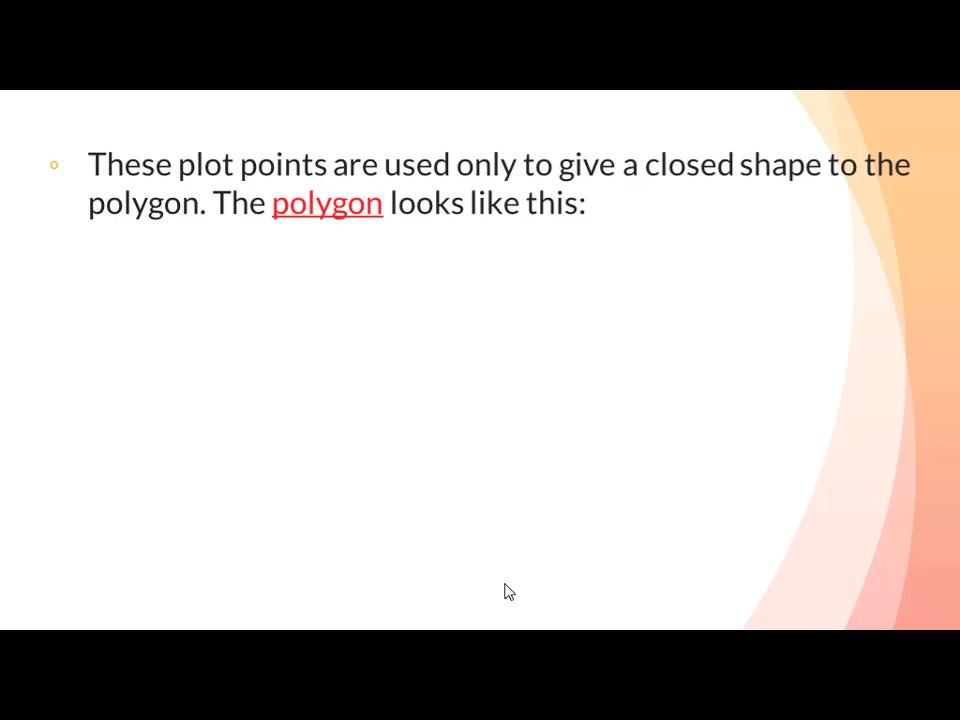 These plot points are used only to give a closed shape to the
polygon. The polygon looks like this: